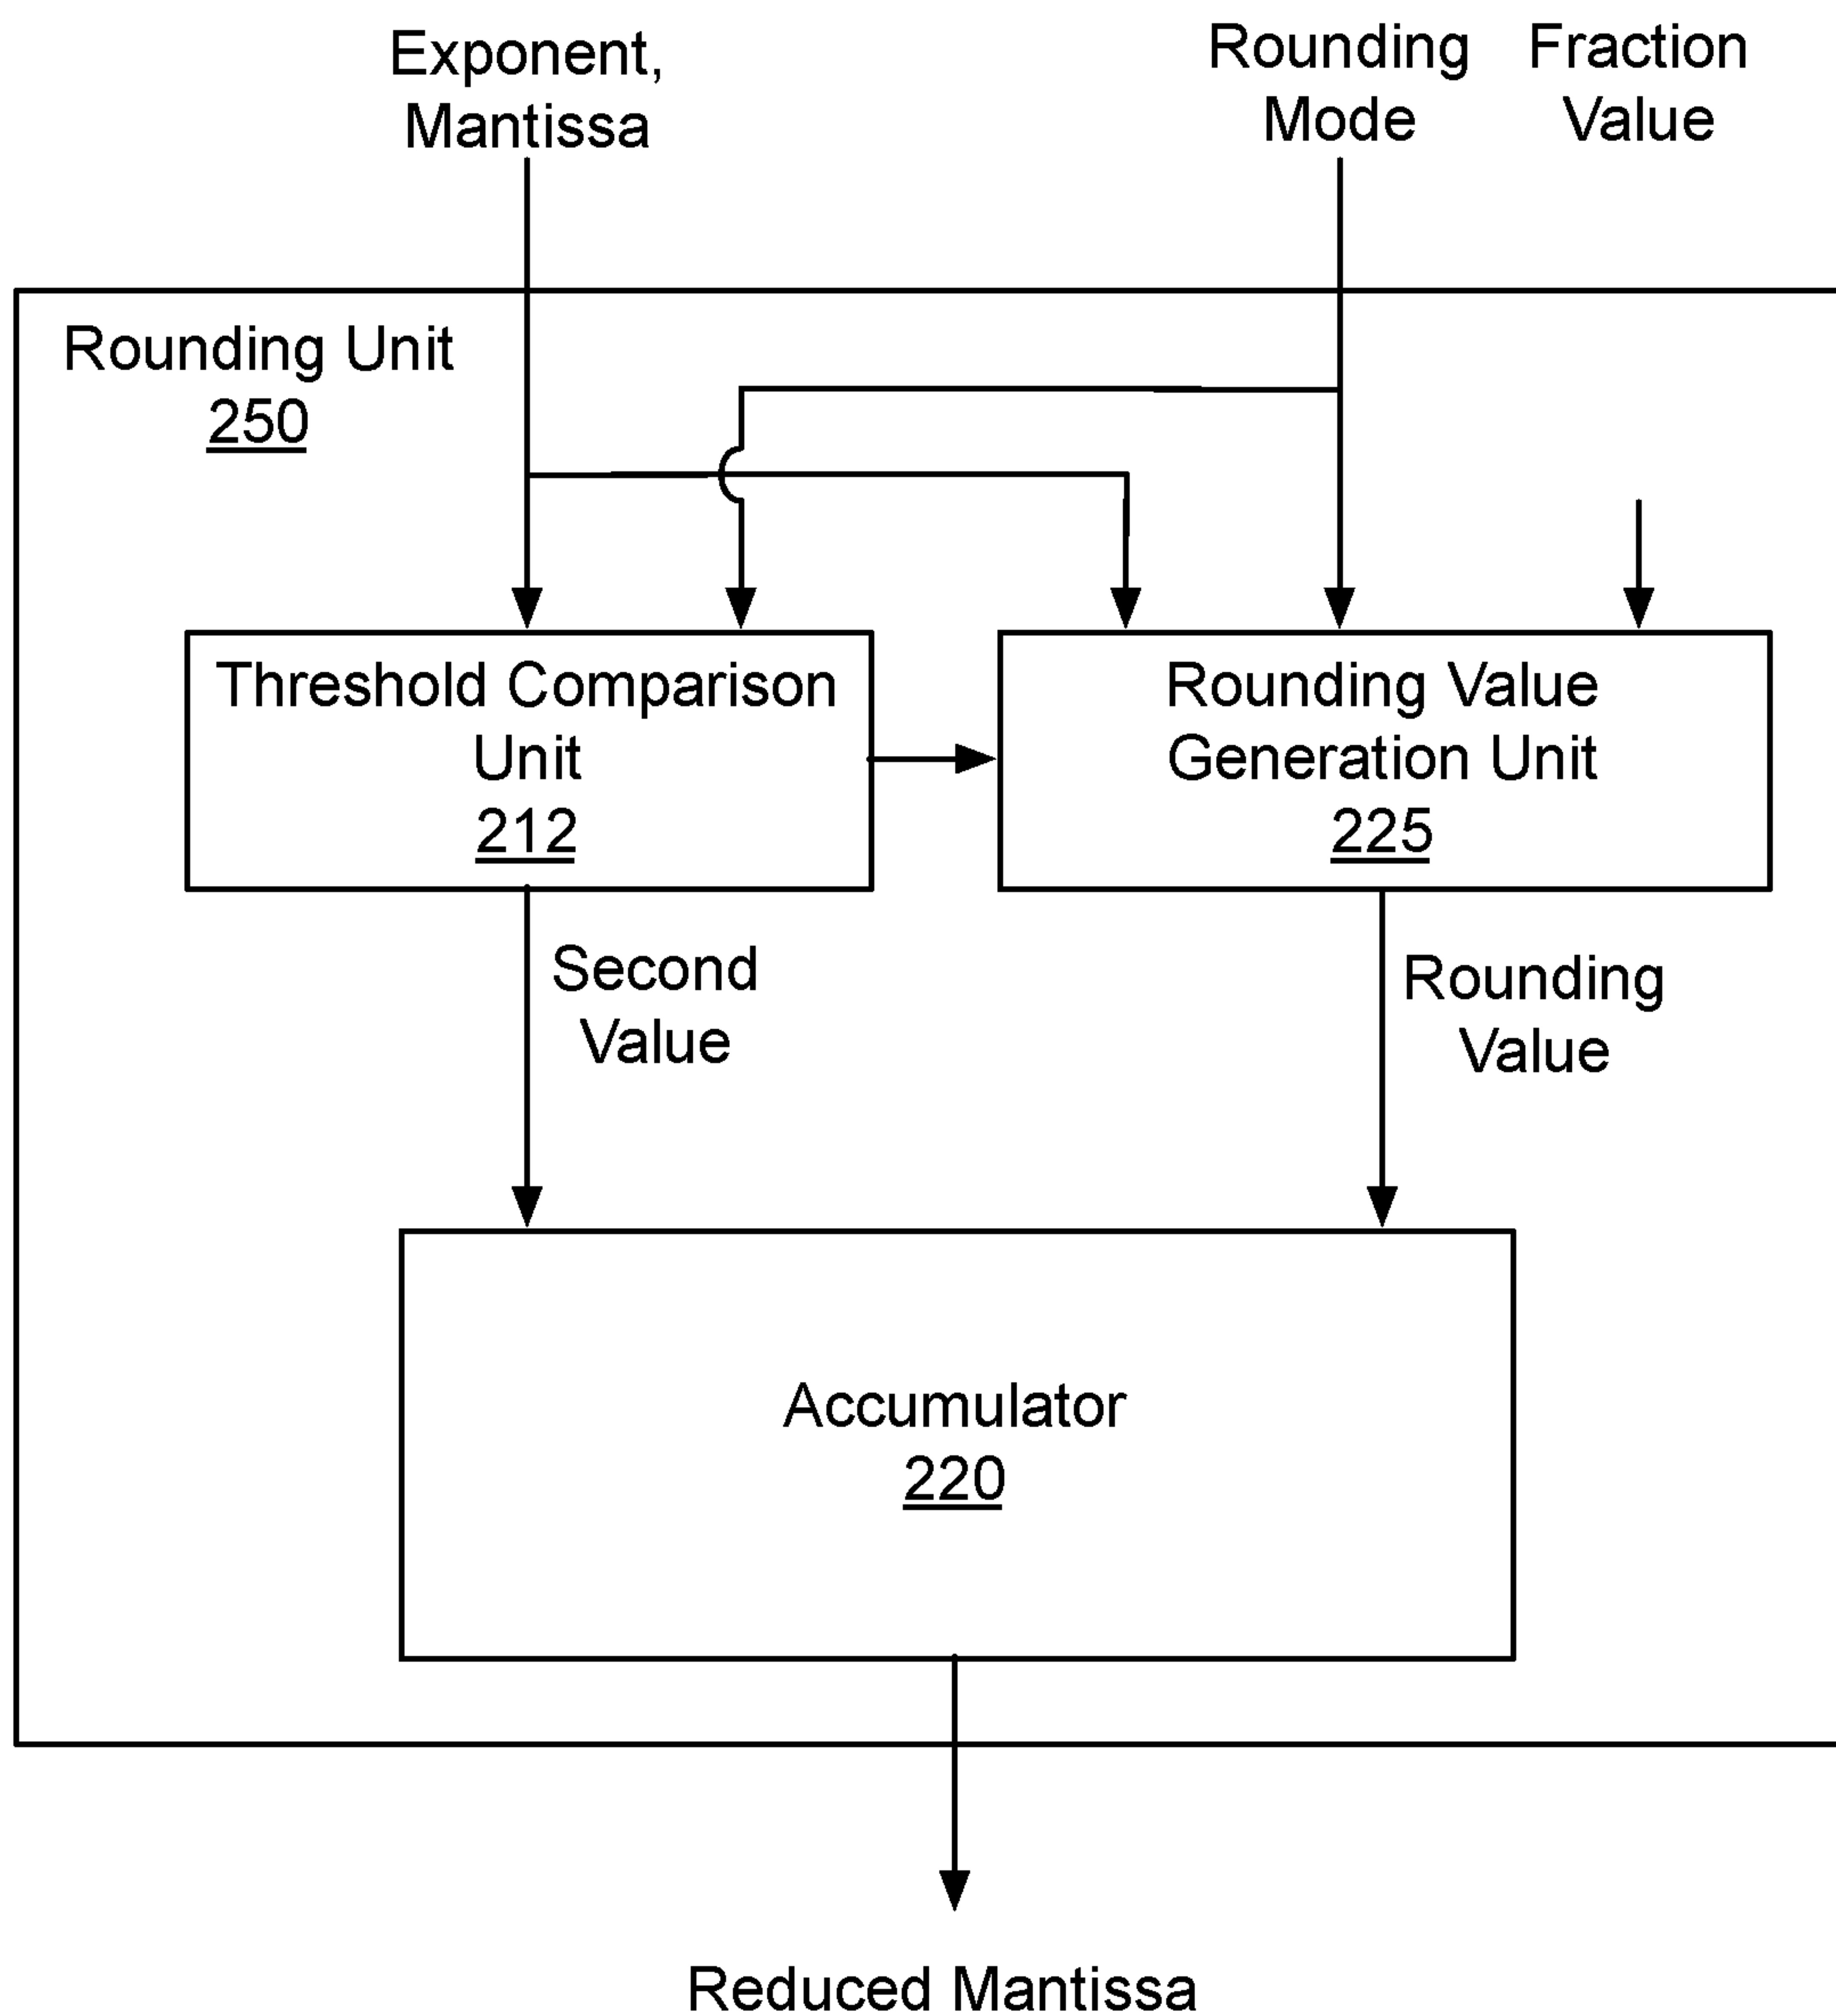 Exponent,
Mantissa
Rounding
Mode
Fraction
Value
Rounding Unit
250
Threshold Comparison
Unit
212
Rounding Value
Generation Unit
225
Second
Value
Rounding
Value
Accumulator
220
Reduced Mantissa